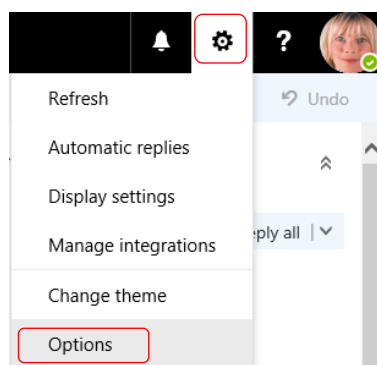 ?
Refresh
Undo
Automatic replies
Display settings
Manage integrations
eply all
Change theme
Options